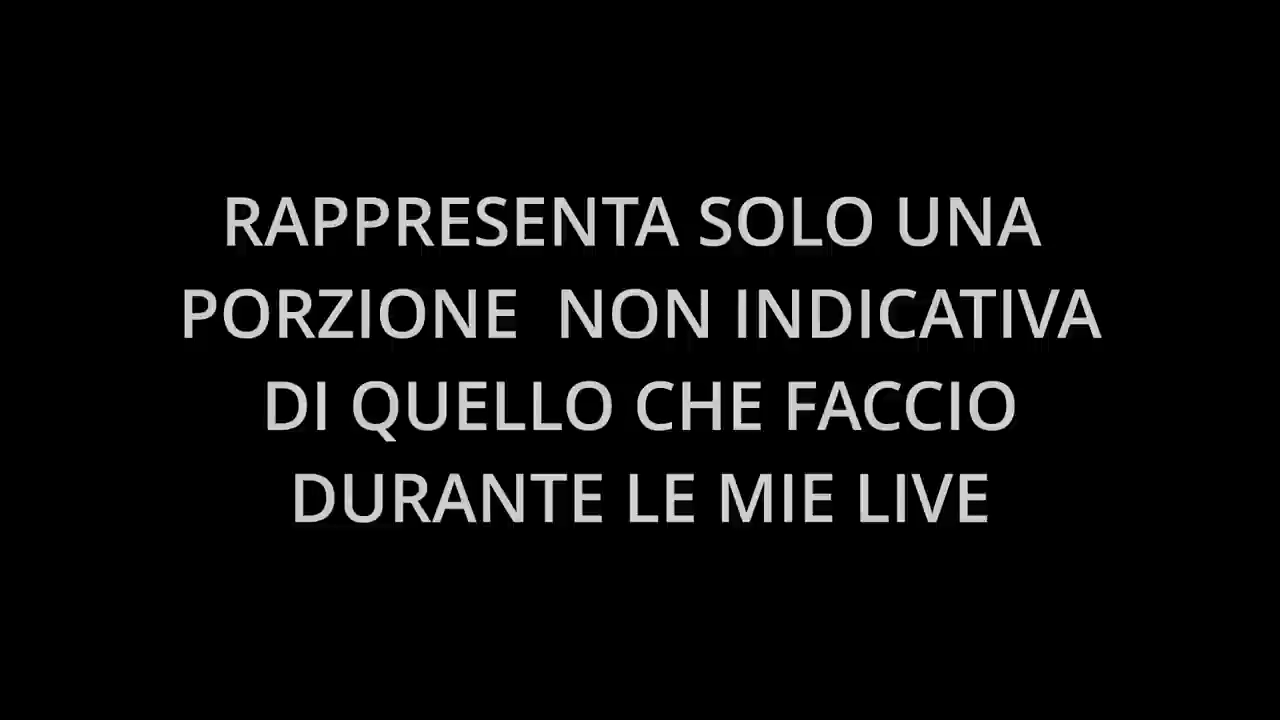 RAPPRESENTA SOLO UNA
PORZIONE  NON INDICATIVA
DI QUELLO CHE FACCIO
DURANTE LE MIE LIVE